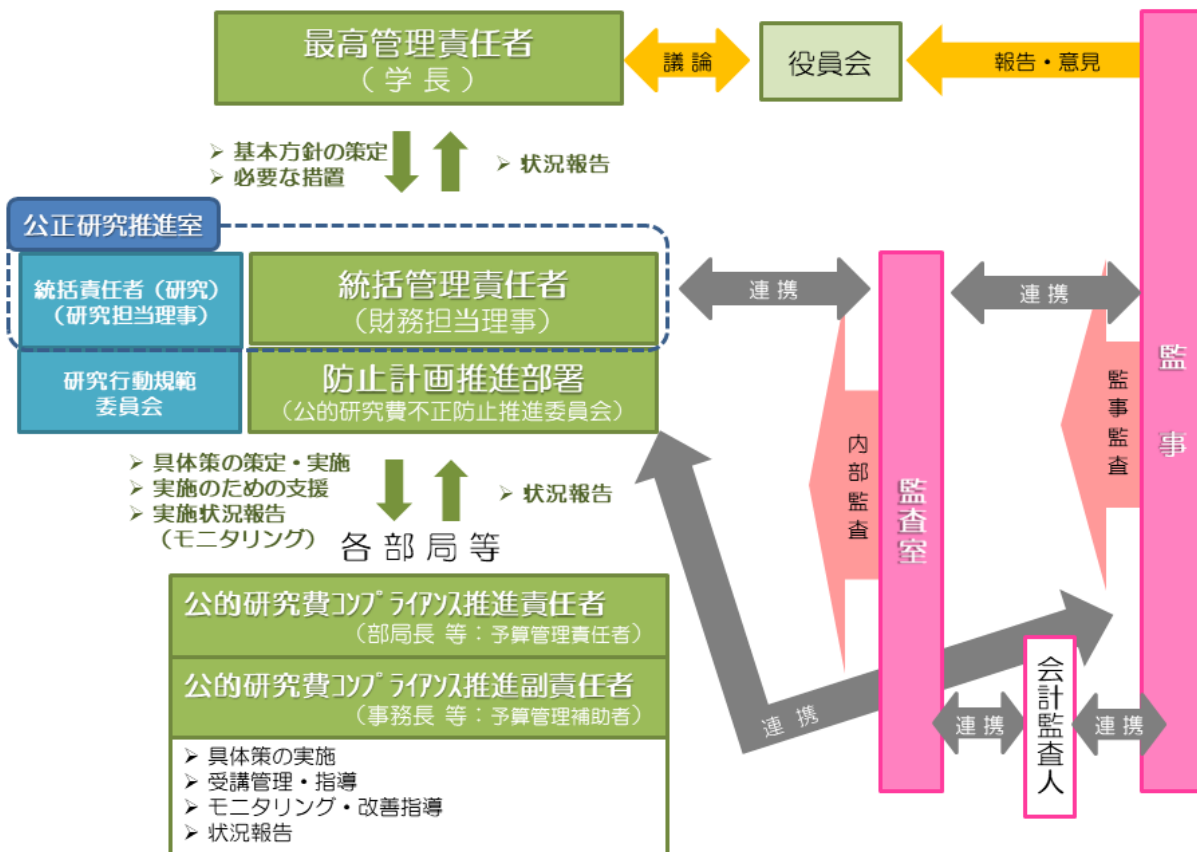 最高管理責任者
（ 学 長 ）
議 論
役員会
報告・意見
➢ 基本方針の策定
➢ 必要な措置
➢ 状況報告
公正研究推進室
統括責任者（研究）
（研究担当理事）
統括管理責任者
（財務担当理事）
連 携
連 携
研究行動規範
委員会
防止計画推進部署
（公的研究費不正防止推進委員会）
内部監査
監査室
監事監査
監 事
➢ 具体策の策定・実施
➢ 実施のための支援
➢ 実施状況報告
（モニタリング）
➢ 状況報告
各 部 局 等
公的研究費ｺﾝﾌﾟﾗｲｱﾝｽ推進責任者
（部局長 等：予算管理責任者）
公的研究費ｺﾝﾌﾟﾗｲｱﾝｽ推進副責任者
（事務長 等：予算管理補助者）
➢ 具体策の実施
➢ 受講管理・指導
➢ モニタリング・改善指導
➢ 状況報告
連 携
連 携
会計監査人
連 携